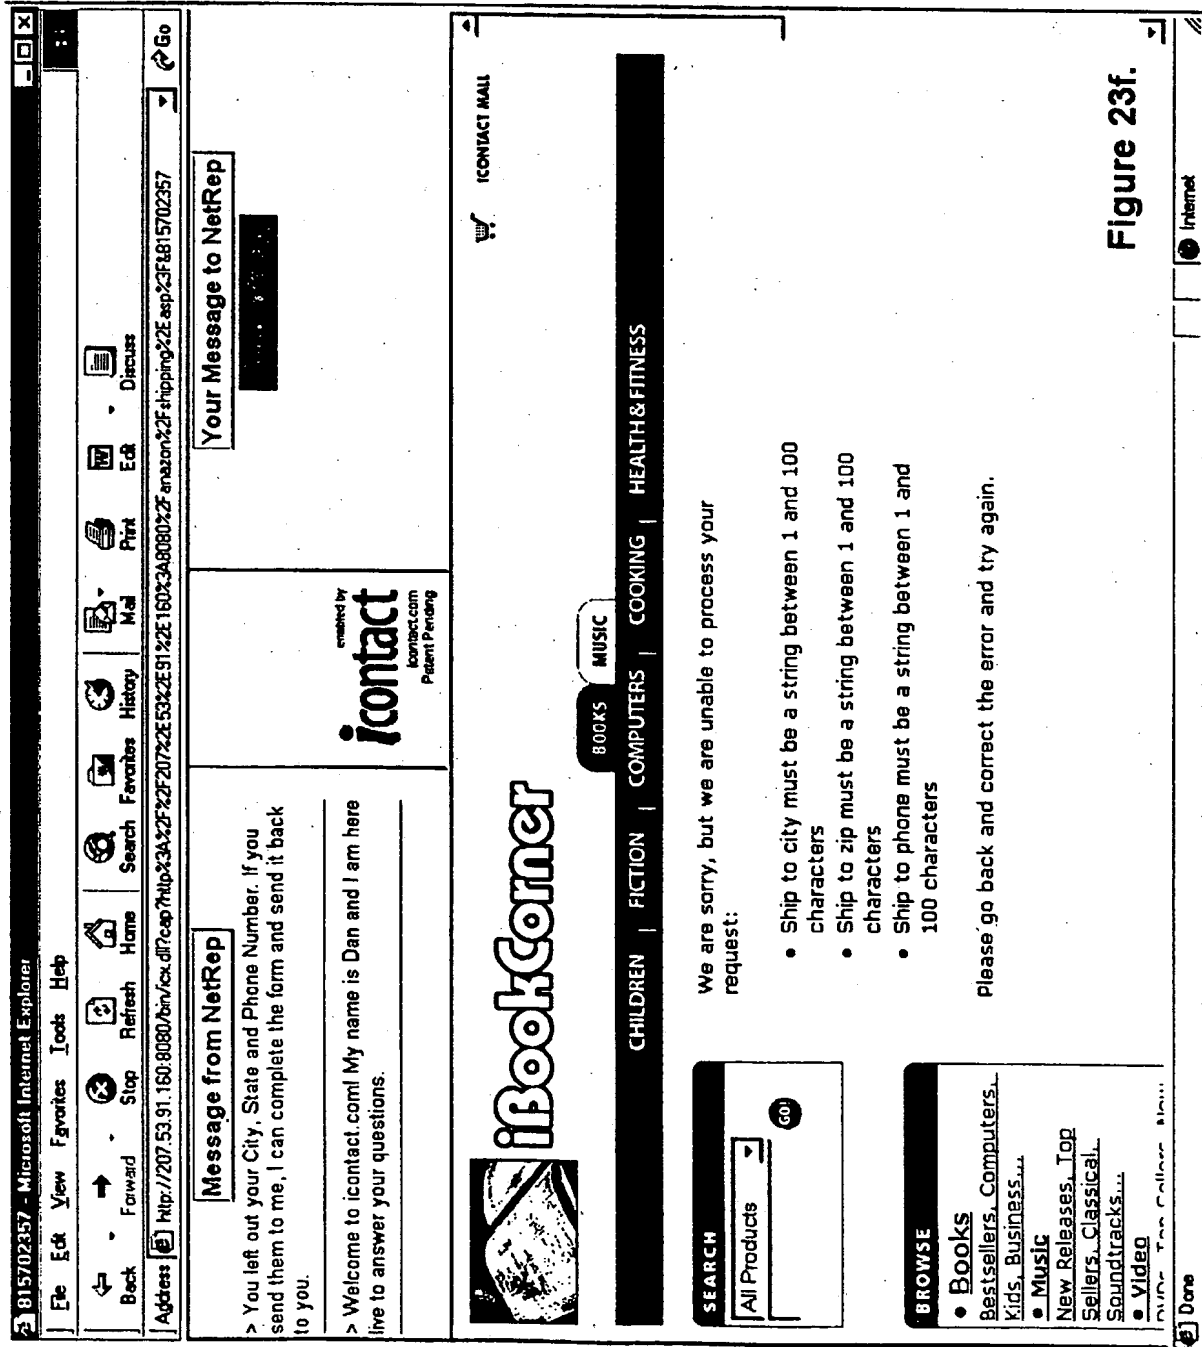 815702357 - Microsoft Internet Explorer
File Edit View Favorites Tools Help
Back Forward Stop Refresh Home Search Favorites History Mail Print Edit Discuss
Address http://207.53.91.160:8080/bin/icx.dll?cap?http%3A%2F%2F207%2E53%2E91%2E160%3A8080%2Fanazon%2Fshipping%2Easp%3F&815702357 Go
Message from NetRep
> You left out your City, State and Phone Number. If you
send them to me, I can complete the form and send it back
to you.
> Welcome to icontact.com! My name is Dan and I am here
live to answer your questions.
enabled by
icontact
icontact.com
Patent Pending
Your Message to NetRep
iBookCorner
ICONTACT MALL
BOOKS MUSIC
CHILDREN | FICTION | COMPUTERS | COOKING | HEALTH & FITNESS
SEARCH
All Products
GO!
BROWSE
• Books
Bestsellers, Computers,
Kids, Business...
• Music
New Releases, Top
Sellers, Classical,
Soundtracks...
• Video
We are sorry, but we are unable to process your
request:
• Ship to city must be a string between 1 and 100
characters
• Ship to zip must be a string between 1 and 100
characters
• Ship to phone must be a string between 1 and
100 characters
Please go back and correct the error and try again.
Figure 23f.
Done Internet